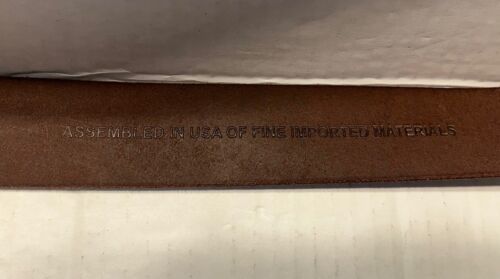 ASSEMBLED IN USA OF FINE IMPORTED MATERIALS